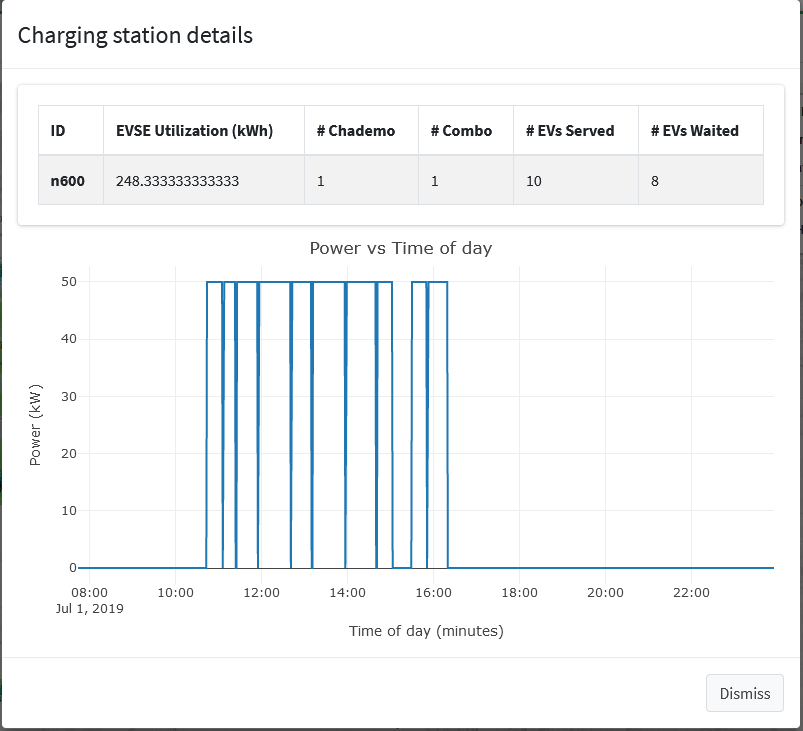 Charging station details
ID EVSE Utilization (kWh) # Chademo # Combo # EVs Served # EVs Waited
n600 248.333333333333 1 1 10 8
Power vs Time of day
50
40
30
20
10
0
Power (kW)
08:00 10:00 12:00 14:00 16:00 18:00 20:00 22:00
Jul 1, 2019
Time of day (minutes)
Dismiss